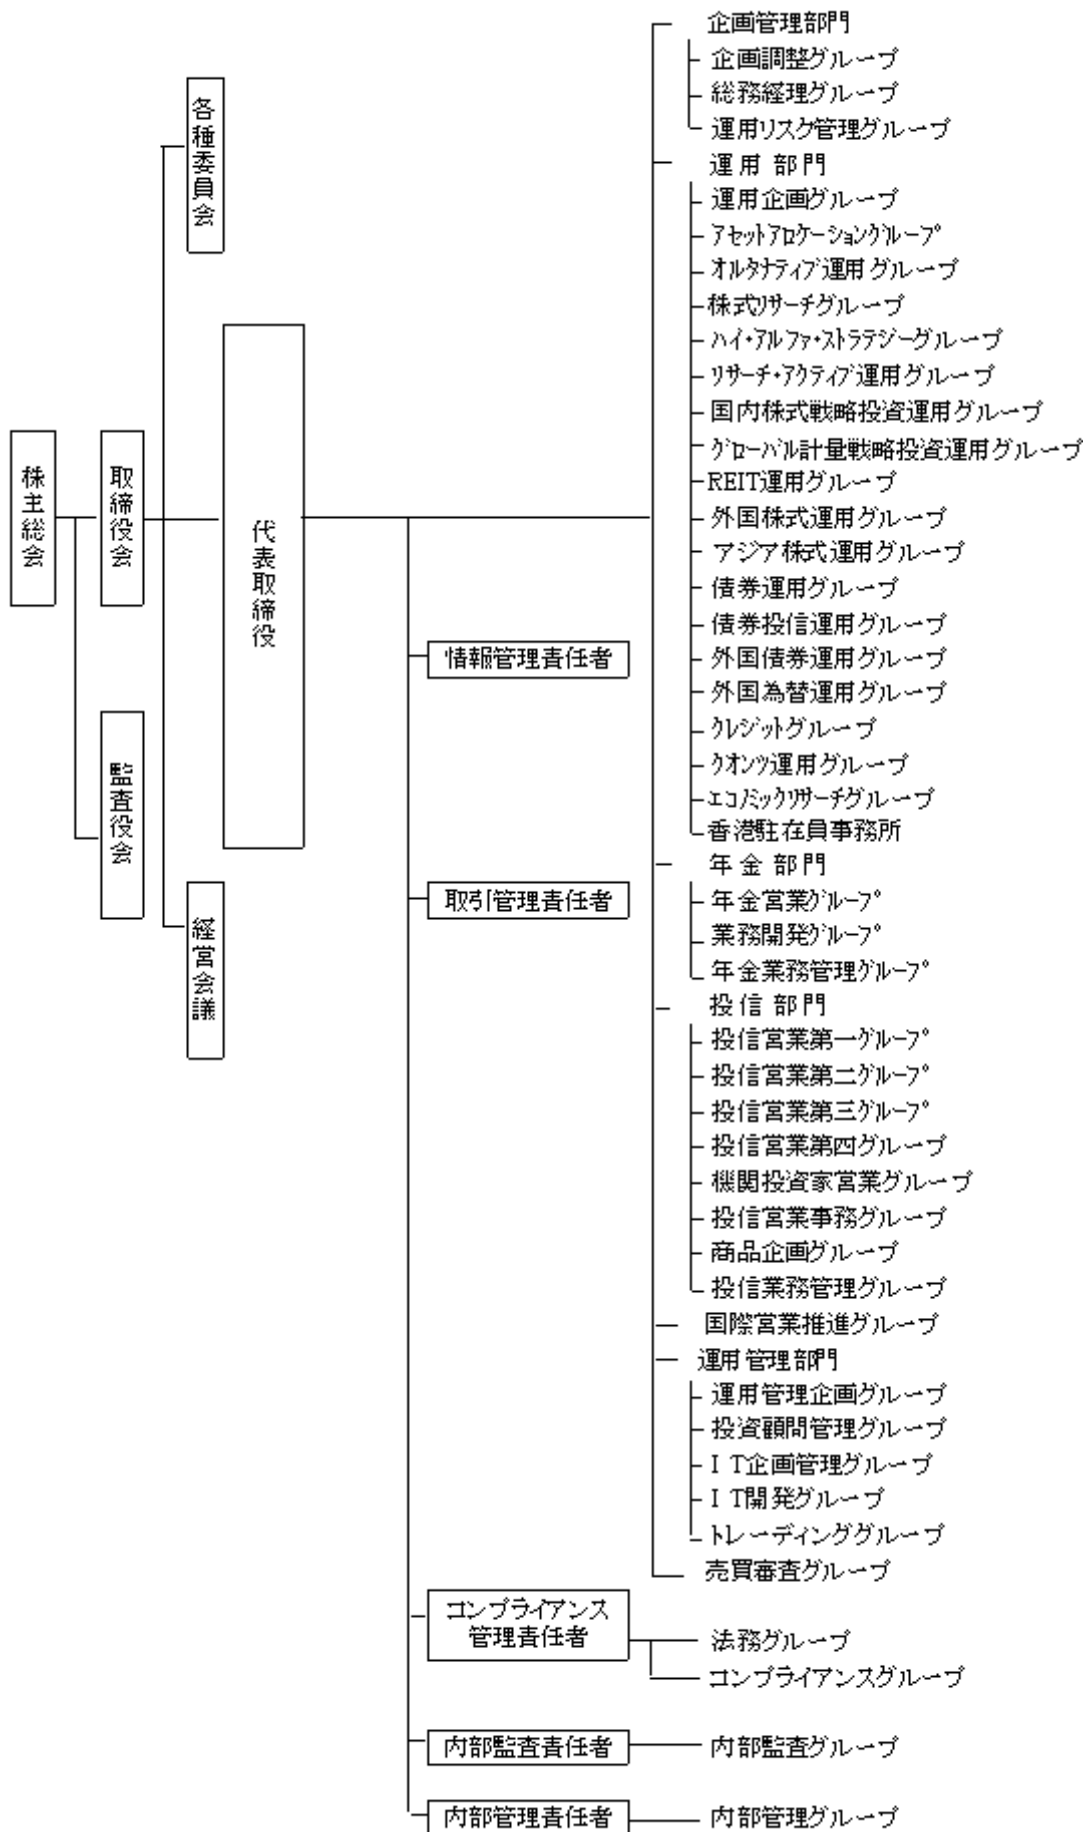 株主総会
取締役会
監査役会
各種委員会
経営会議
代表取締役
情報管理責任者
取引管理責任者
コンプライアンス
管理責任者
内部監査責任者
内部管理責任者
企画管理部門
企画調整グループ
総務経理グループ
運用リスク管理グループ
運用 部門
運用企画グループ
アセットアロケーショングループ
オルタナティブ運用グループ
株式リサーチグループ
ハイ・アルファ・ストラテジーグループ
リサーチ・アクティブ運用グループ
国内株式戦略投資運用グループ
グローバル計量戦略投資運用グループ
REIT運用グループ
外国株式運用グループ
アジア株式運用グループ
債券運用グループ
債券投信運用グループ
外国債券運用グループ
外国為替運用グループ
クレジットグループ
クオンツ運用グループ
エコノミックリサーチグループ
香港駐在員事務所
年金 部門
年金営業グループ
業務開発グループ
年金業務管理グループ
投信 部門
投信営業第一グループ
投信営業第二グループ
投信営業第三グループ
投信営業第四グループ
機関投資家営業グループ
投信営業事務グループ
商品企画グループ
投信業務管理グループ
国際営業推進グループ
運用管理部門
運用管理企画グループ
投資顧問管理グループ
ＩＴ企画管理グループ
ＩＴ開発グループ
トレーディンググループ
売買審査グループ
法務グループ
コンプライアンスグループ
内部監査グループ
内部管理グループ